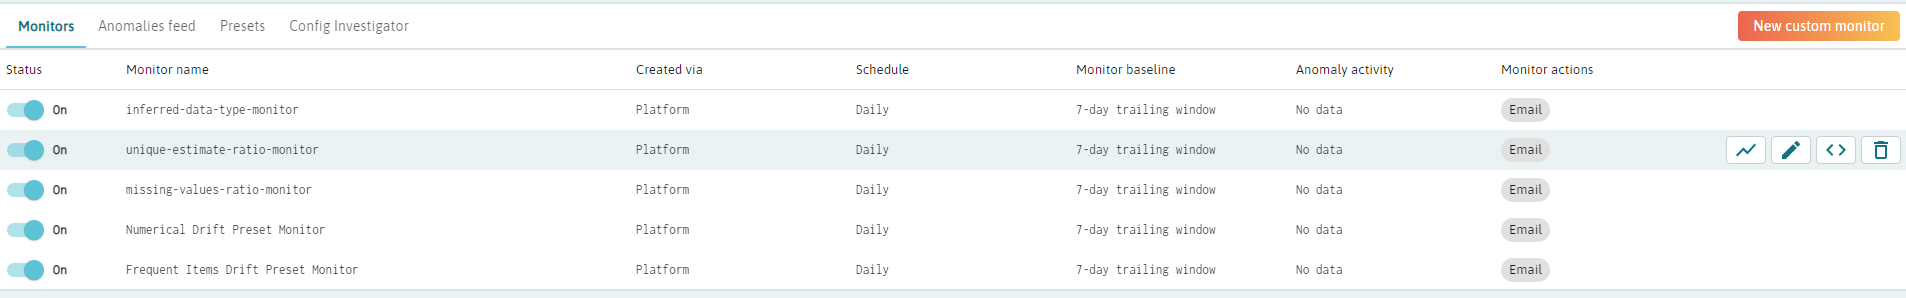 Monitors Anomalies feed Presets Config Investigator New custom monitor
Status Monitor name Created via Schedule Monitor baseline Anomaly activity Monitor actions
On inferred-data-type-monitor Platform Daily 7-day trailing window No data Email
On unique-estimate-ratio-monitor Platform Daily 7-day trailing window No data Email
On missing-values-ratio-monitor Platform Daily 7-day trailing window No data Email
On Numerical Drift Preset Monitor Platform Daily 7-day trailing window No data Email
On Frequent Items Drift Preset Monitor Platform Daily 7-day trailing window No data Email